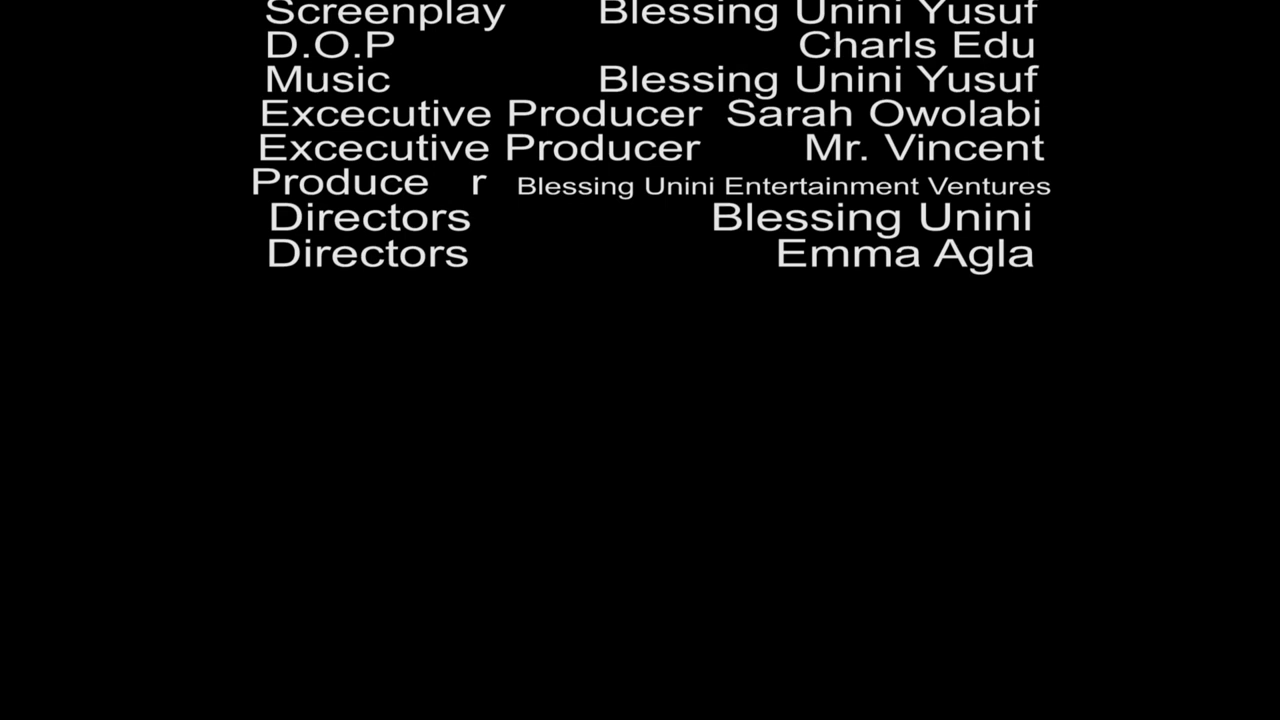 Screenplay Blessing Unini Yusuf
D.O.P Charls Edu
Music Blessing Unini Yusuf
Excecutive Producer Sarah Owolabi
Excecutive Producer Mr. Vincent
Produce r Blessing Unini Entertainment Ventures
Directors Blessing Unini
Directors Emma Agla